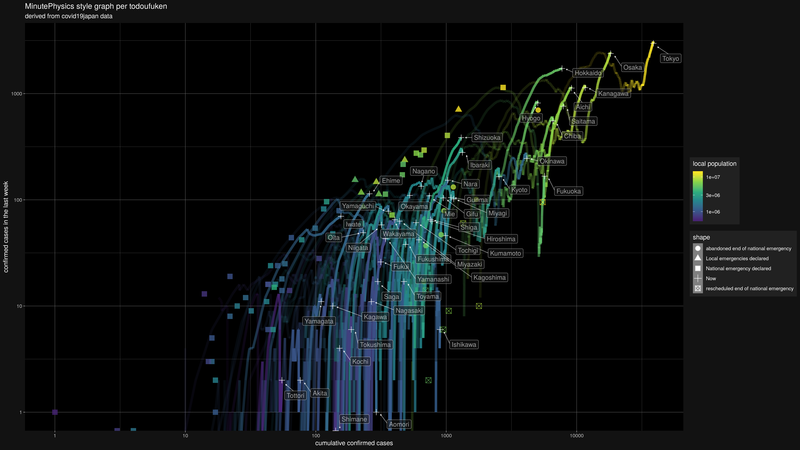 MinutePhysics style graph per todoufuken
derived from covid19japan data
confirmed cases in the last week
1000
100
10
1
Tokyo
Osaka
Hokkaido
Kanagawa
Aichi
Hyogo
Saitama
Chiba
Shizuoka
Ibaraki
Okinawa
Nagano
Nara
Kyoto
Fukuoka
Ehime
Gunma
Yamaguchi
Okayama
Mie
Gifu
Miyagi
Iwate
Shiga
Oita
Wakayama
Hiroshima
Niigata
Tochigi
Kumamoto
Fukushima
Miyazaki
Fukui
Yamanashi
Kagoshima
Saga
Toyama
Kagawa
Nagasaki
Yamagata
Tokushima
Ishikawa
Kochi
Tottori
Akita
Shimane
Aomori
1
10
100
1000
10000
cumulative confirmed cases
local population
1e+07
3e+06
1e+06
shape
abandoned end of national emergency
Local emergencies declared
National emergency declared
Now
rescheduled end of national emergency